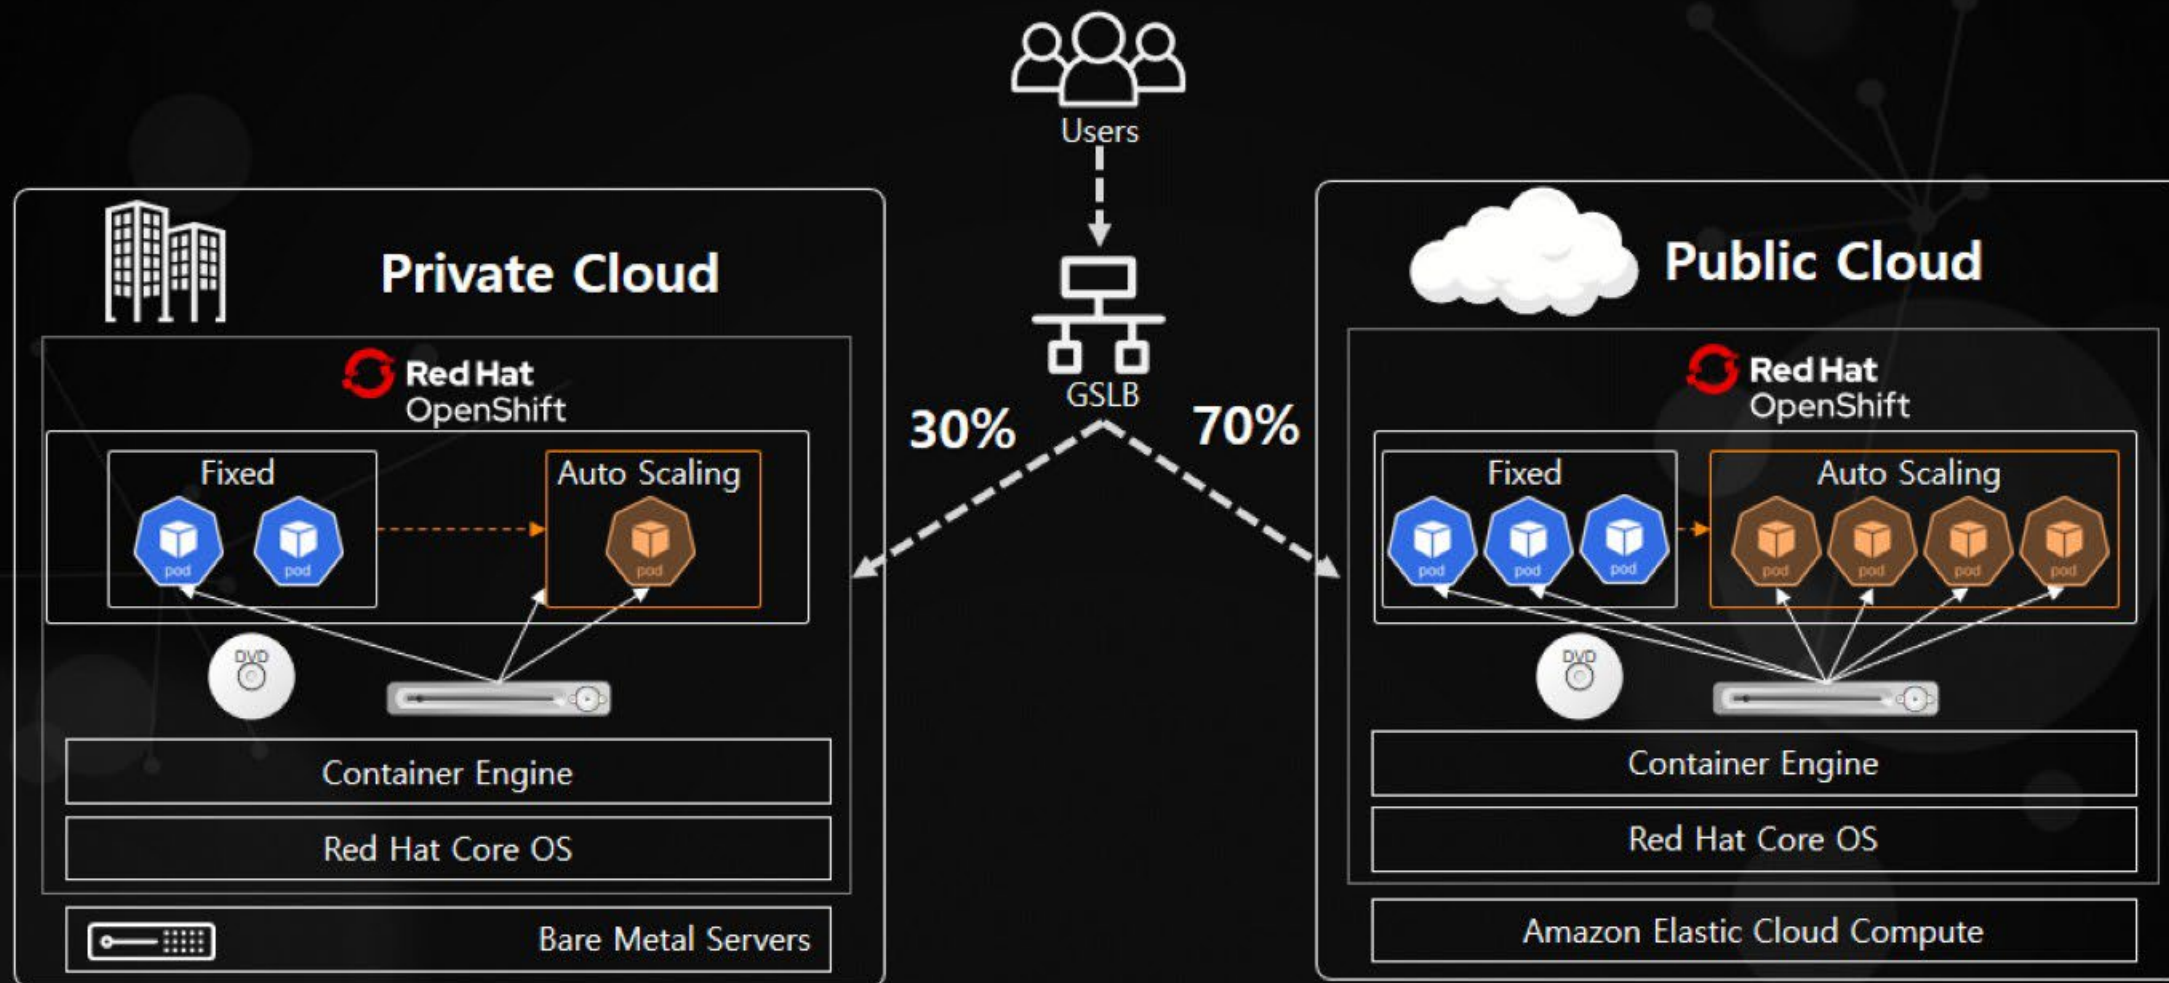 Users
GSLB
30%
70%
Private Cloud
Red Hat
OpenShift
Fixed
Auto Scaling
pod
pod
pod
DVD
Container Engine
Red Hat Core OS
Bare Metal Servers
Public Cloud
Red Hat
OpenShift
Fixed
Auto Scaling
pod
pod
pod
pod
pod
pod
pod
DVD
Container Engine
Red Hat Core OS
Amazon Elastic Cloud Compute